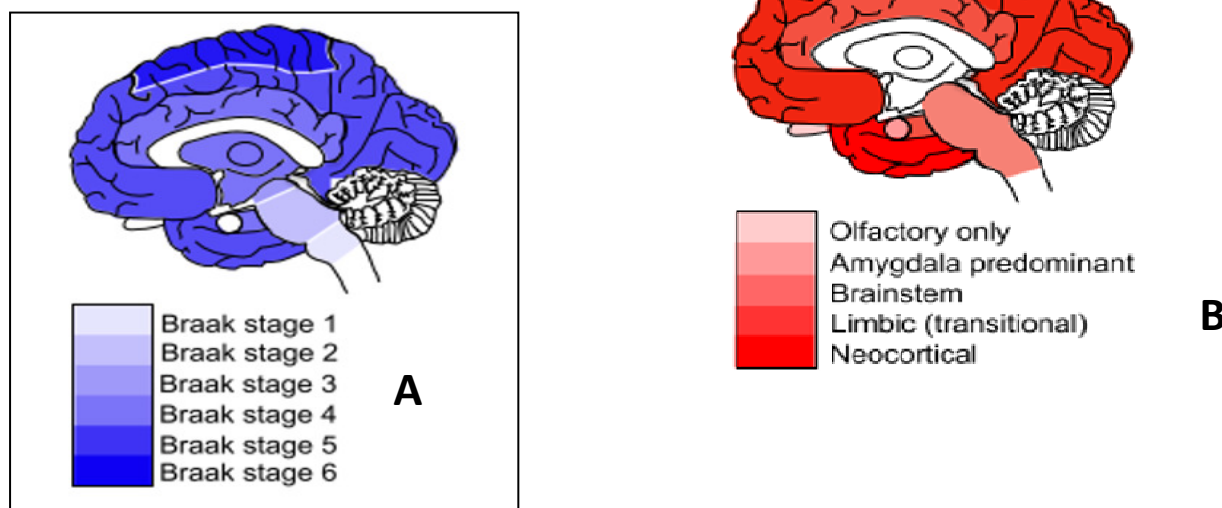 Braak stage 1
Braak stage 2
Braak stage 3
Braak stage 4
Braak stage 5
Braak stage 6
A
Olfactory only
Amygdala predominant
Brainstem
Limbic (transitional)
Neocortical
B